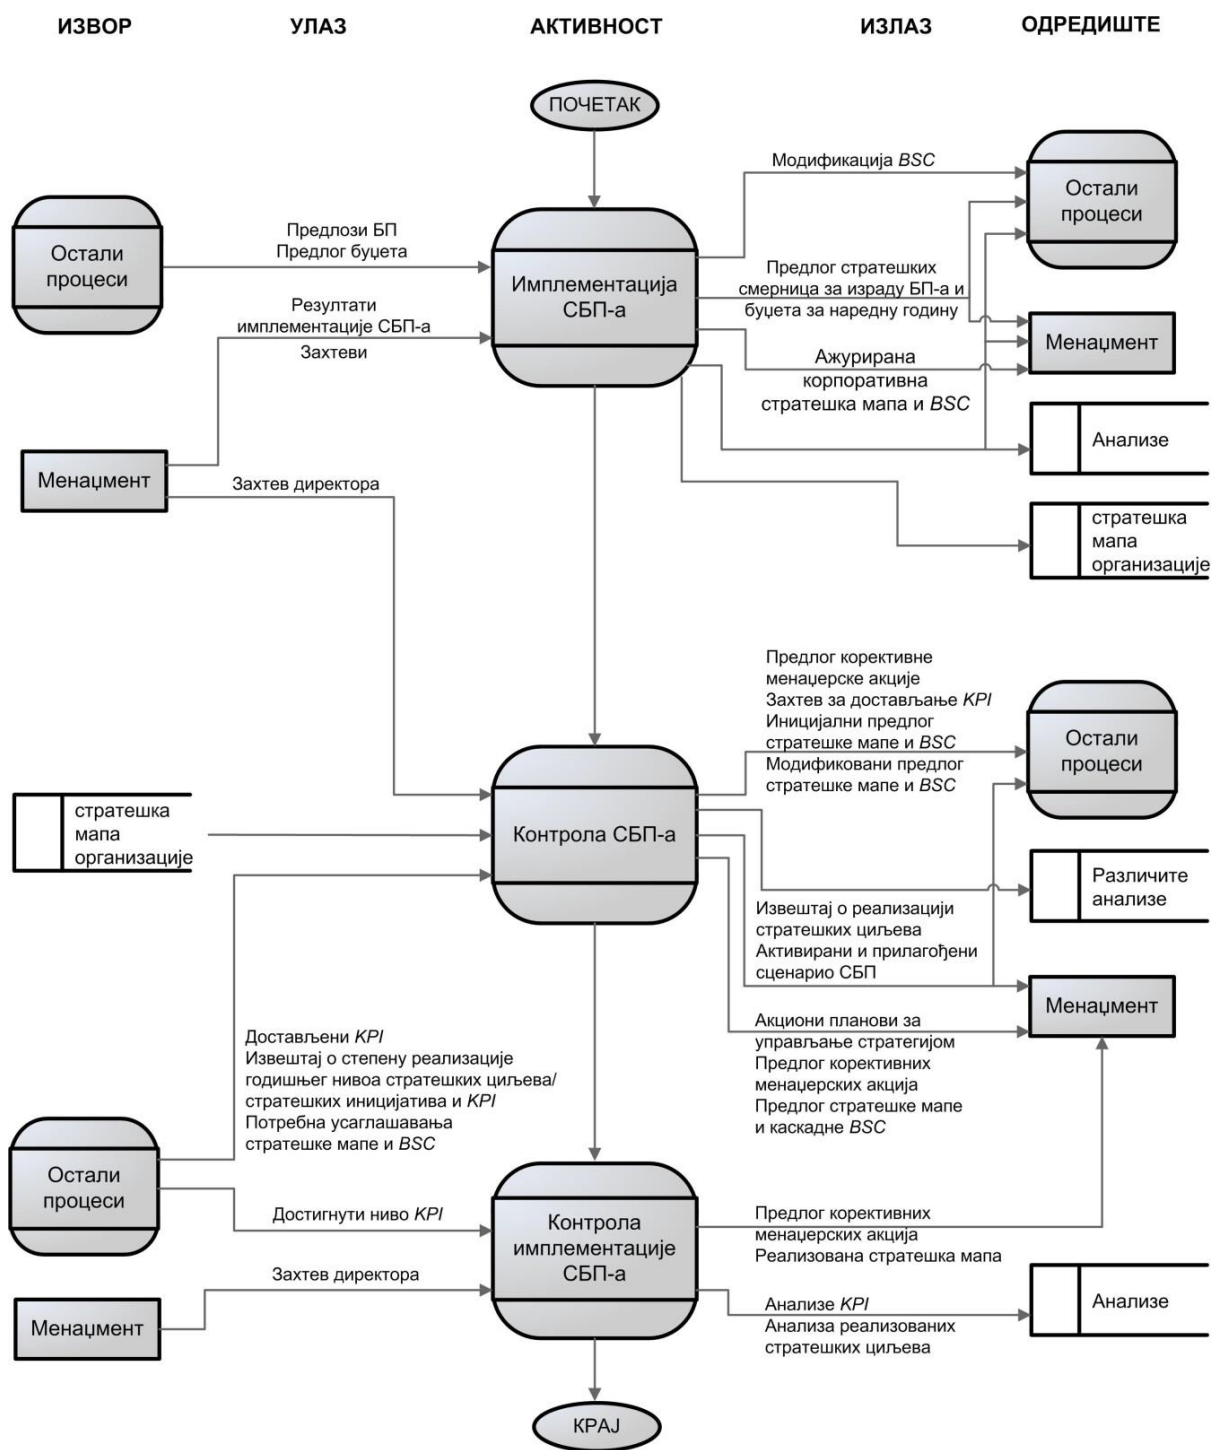 ИЗВОР
УЛАЗ
АКТИВНОСТ
ИЗЛАЗ
ОДРЕДИШТЕ
ПОЧЕТАК
Остали
процеси
Предлози БП
Предлог буџета
Резултати
имплементације СБП-а
Захтеви
Имплементација
СБП-а
Модификација BSC
Предлог стратешких
смерница за израду БП-а и
буџета за наредну годину
Ажурирана
корпоративна
стратешка мапа и BSC
Остали
процеси
Менаџмент
Анализе
стратешка
мапа
организације
Менаџмент
Захтев директора
стратешка
мапа
организације
Контрола СБП-а
Предлог корективне
менаџерске акције
Захтев за достављање KPI
Иницијални предлог
стратешке мапе и BSC
Модификовани предлог
стратешке мапе и BSC
Остали
процеси
Различите
анализе
Извештај о реализацији
стратешких циљева
Активирани и прилагођени
сценарио СБП
Менаџмент
Акциони планови за
управљање стратегијом
Предлог корективних
менаџерских акција
Предлог стратешке мапе
и каскадне BSC
Достављени KPI
Извештај о степену реализације
годишњег нивоа стратешких циљева/
стратешких иницијатива и KPI
Потребна усаглашавања
стратешке мапе и BSC
Остали
процеси
Достигнути ниво KPI
Захтев директора
Менаџмент
Контрола
имплементације
СБП-а
Предлог корективних
менаџерских акција
Реализована стратешка мапа
Анализе KPI
Анализа реализованих
стратешких циљева
Анализе
КРАЈ